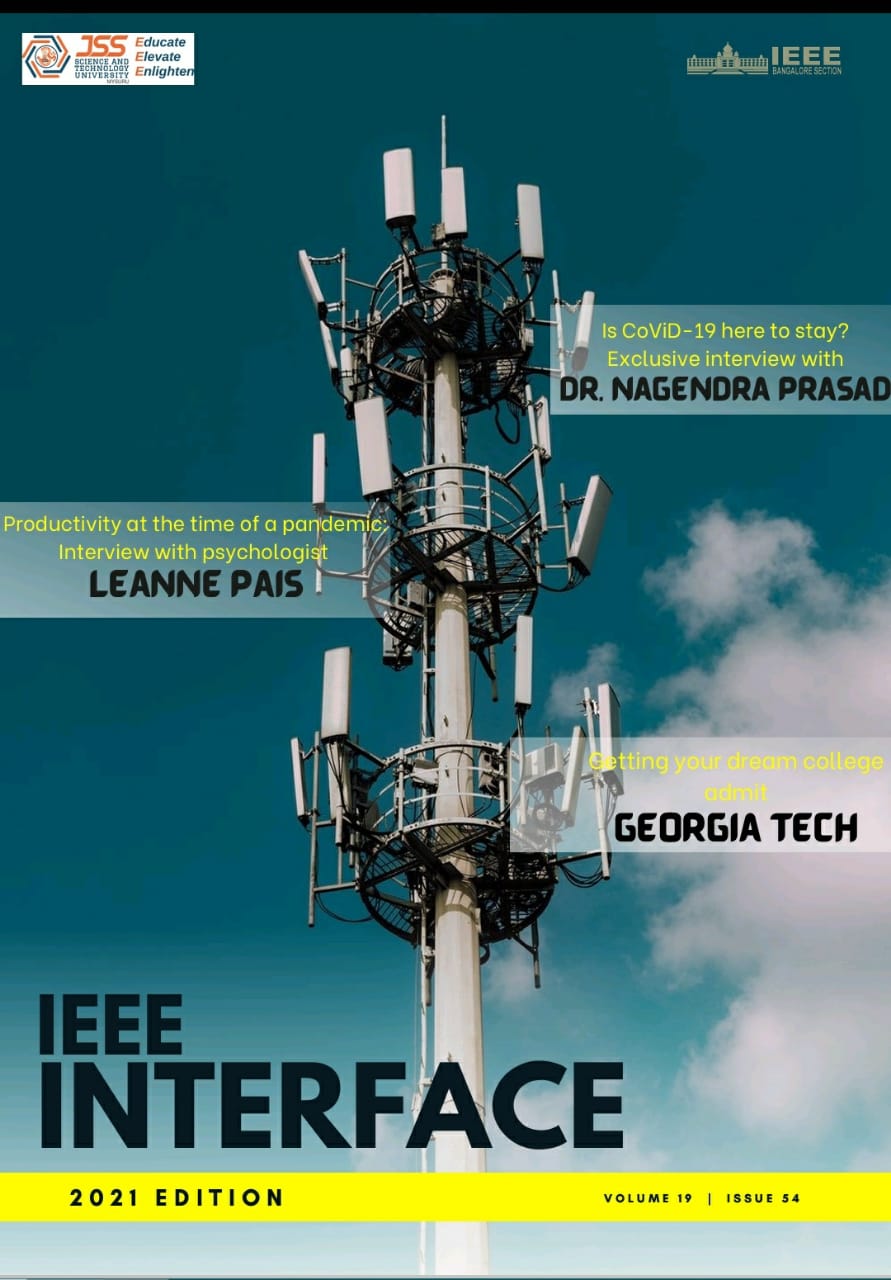 JSS
SCIENCE AND
TECHNOLOGY
UNIVERSITY
MYSURU
Educate
Elevate
Enlighten
IEEE
BANGALORE SECTION
Is CoViD-19 here to stay?
Exclusive interview with
DR. NAGENDRA PRASAD
Productivity at the time of a pandemic:
Interview with psychologist
LEANNE PAIS
Getting your dream college
admit
GEORGIA TECH
IEEE
INTERFACE
2021 EDITION
VOLUME 19 | ISSUE 54